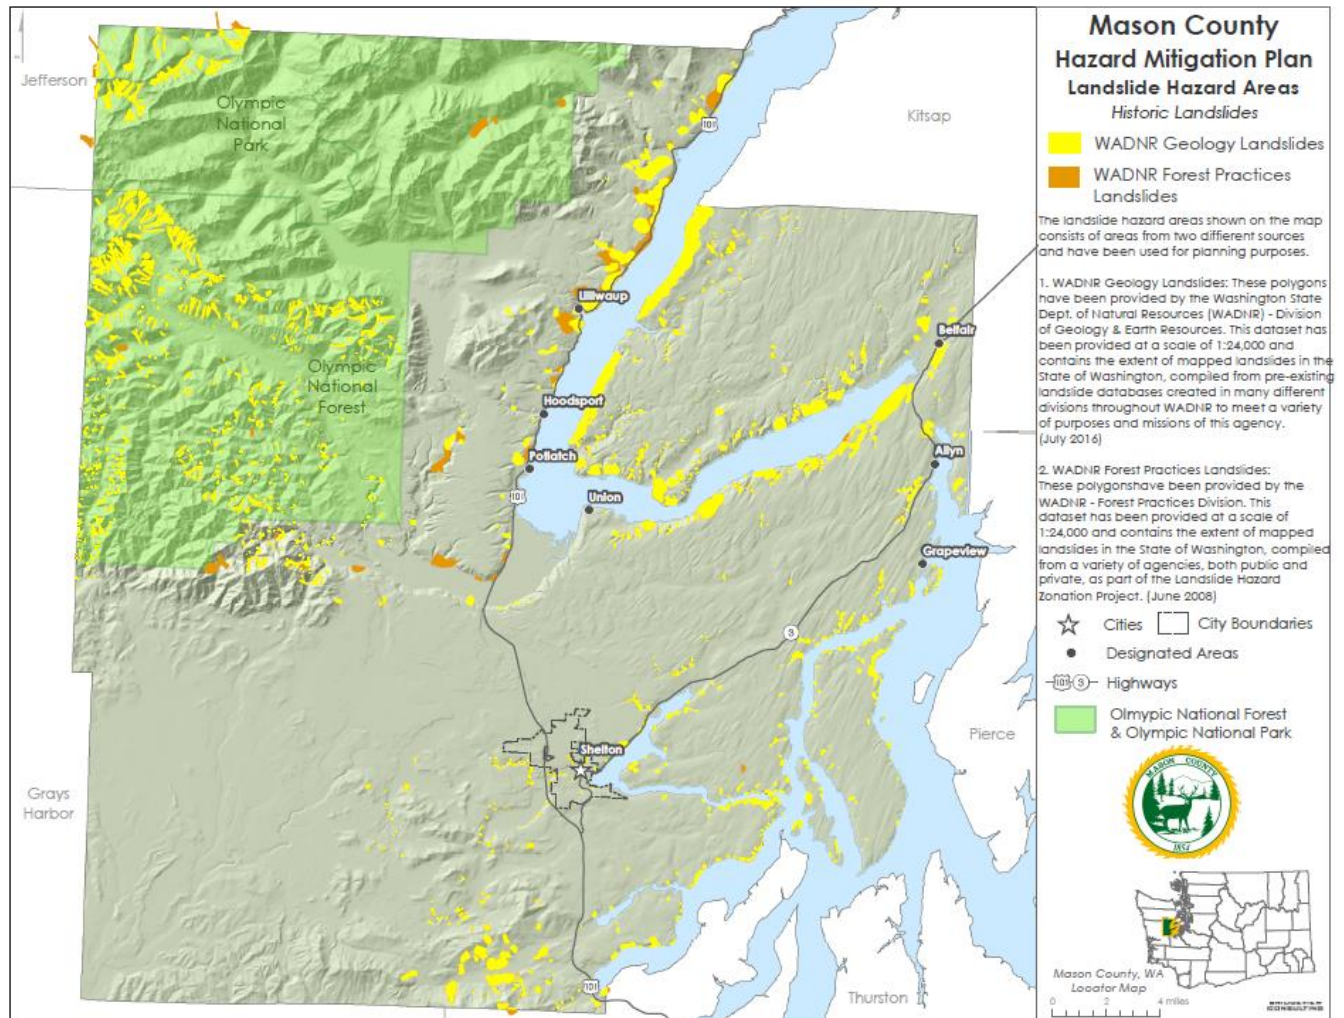 Mason County
Hazard Mitigation Plan
Landslide Hazard Areas
Historic Landslides
WADNR Geology Landslides
WADNR Forest Practices
Landslides
The landslide hazard areas shown on the map
consists of areas from two different sources
and have been used for planning purposes.
1. WADNR Geology Landslides: These polygons
have been provided by the Washington State
Dept. of Natural Resources (WADNR) - Division
of Geology & Earth Resources. This dataset has
been provided at a scale of 1:24,000 and
contains the extent of mapped landslides in the
State of Washington, compiled from pre-existing
landslide databases created in many different
divisions throughout WADNR to meet a variety
of purposes and missions of this agency.
(July 2016)
2. WADNR Forest Practices Landslides:
These polygonshave been provided by the
WADNR - Forest Practices Division. This
dataset has been provided at a scale of
1:24,000 and contains the extent of mapped
landslides in the State of Washington, compiled
from a variety of agencies, both public and
private, as part of the Landslide Hazard
Zonation Project. (June 2008)
Cities
City Boundaries
Designated Areas
101 3 Highways
Olmypic National Forest
& Olympic National Park
MASON COUNTY
1854
Mason County, WA
Locator Map
0 2 4 miles
CONSULTING
Jefferson
Olympic
National
Park
Kitsap
101
Lilliwaup
Belfair
Olympic
National
Forest
Hoodsport
Potlatch
Allyn
101
Union
Grapeview
3
Shelton
Pierce
Grays
Harbor
101
Thurston